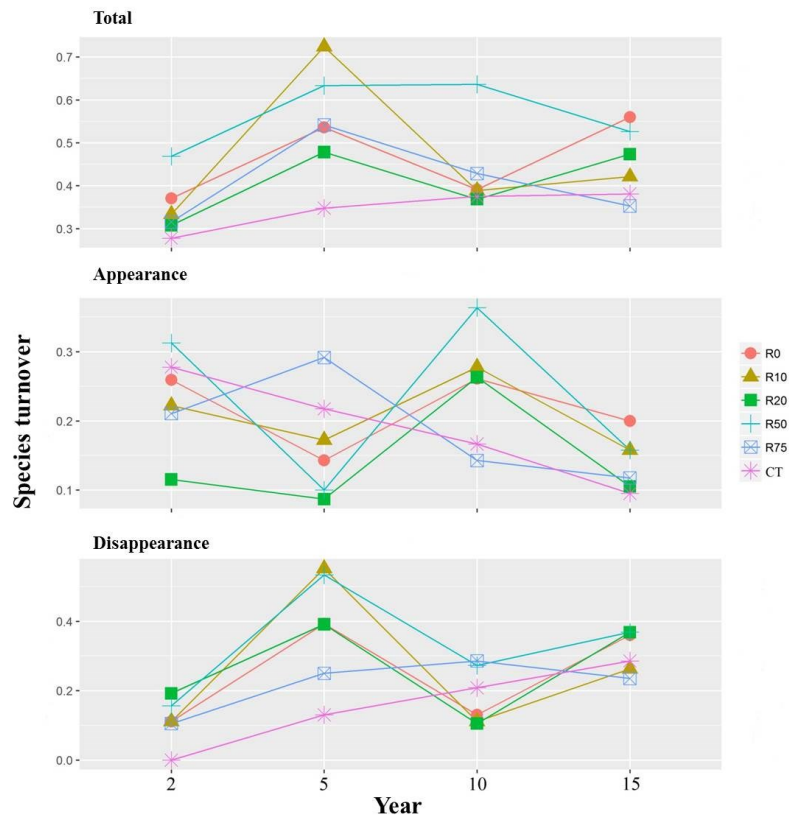 Total
0.7
0.6
0.5
0.4
0.3
Appearance
0.3
0.2
0.1
Disappearance
0.4
0.2
0.0
2 5 10 15
Year
Species turnover
R0
R10
R20
R50
R75
CT